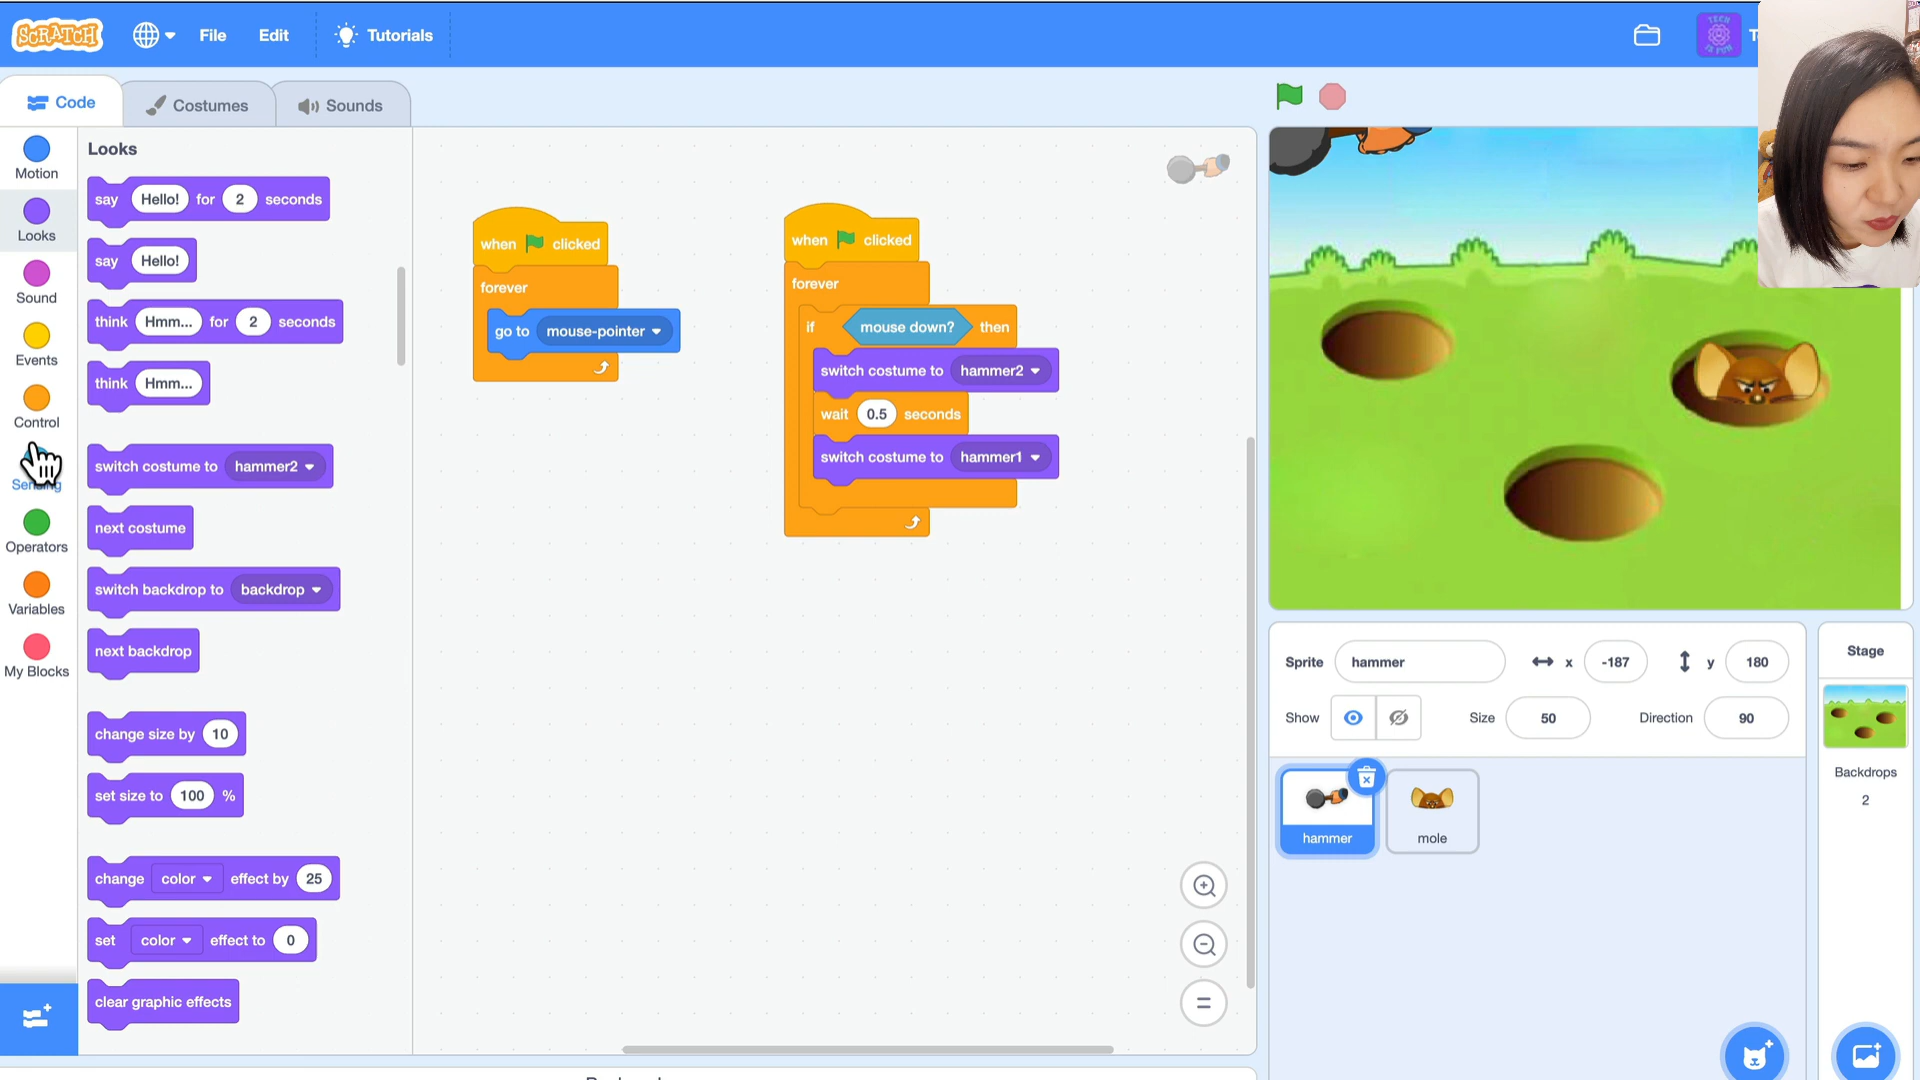 SCRATCH
File
Edit
Tutorials
TECH
IS FUN
Code
Costumes
Sounds
Motion
Looks
Sound
Events
Control
Sensing
Operators
Variables
My Blocks
Looks
say Hello! for 2 seconds
say Hello!
think Hmm... for 2 seconds
think Hmm...
switch costume to hammer2
next costume
switch backdrop to backdrop
next backdrop
change size by 10
set size to 100 %
change color effect by 25
set color effect to 0
clear graphic effects
when clicked
forever
go to mouse-pointer
when clicked
forever
if mouse down? then
switch costume to hammer2
wait 0.5 seconds
switch costume to hammer1
Sprite hammer x -187 y 180
Show Size 50 Direction 90
hammer
mole
Stage
Backdrops
2